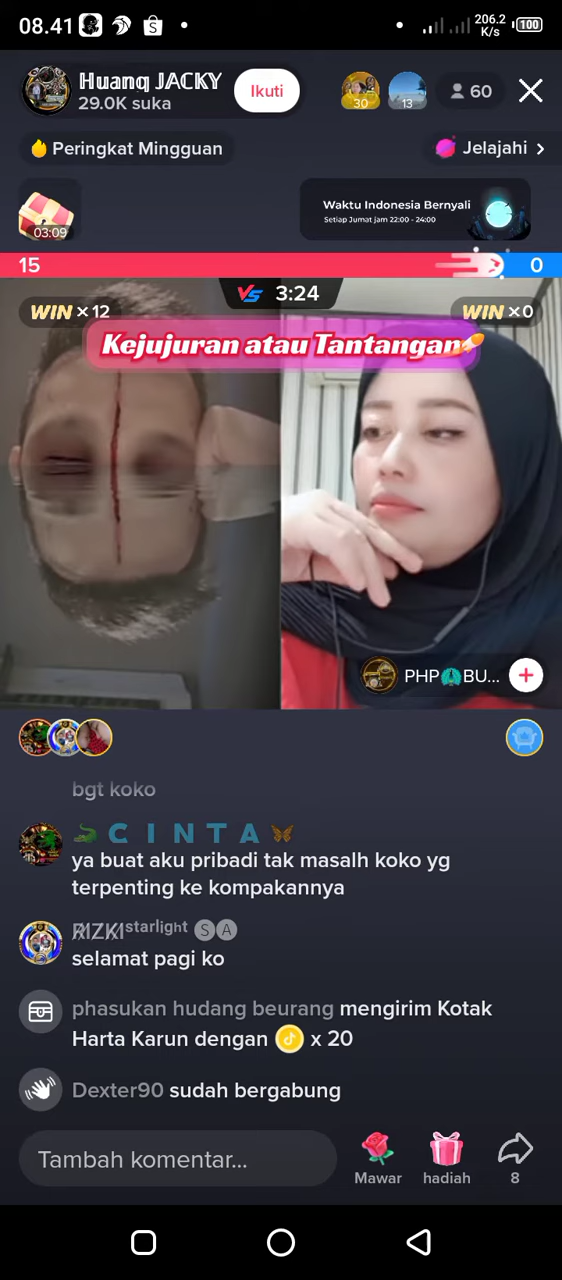 08.41
206.2
K/s
100
Huanq JACKY
29.0K suka
Ikuti
30
13
60
Peringkat Mingguan
Jelajahi
03:09
Waktu Indonesia Bernyali
Setiap Jumat jam 22:00 - 24:00
15
0
VS 3:24
WIN x 12
WIN x 0
Kejujuran atau Tantangan
PHP🧞BU...
bgt koko
🐊 C I N T A 🦋
ya buat aku pribadi tak masalh koko yg
terpenting ke kompakannya
RIZKI starlight 🅢🅐
selamat pagi ko
phasukan hudang beurang mengirim Kotak
Harta Karun dengan x 20
Dexter90 sudah bergabung
Tambah komentar...
Mawar
hadiah
8